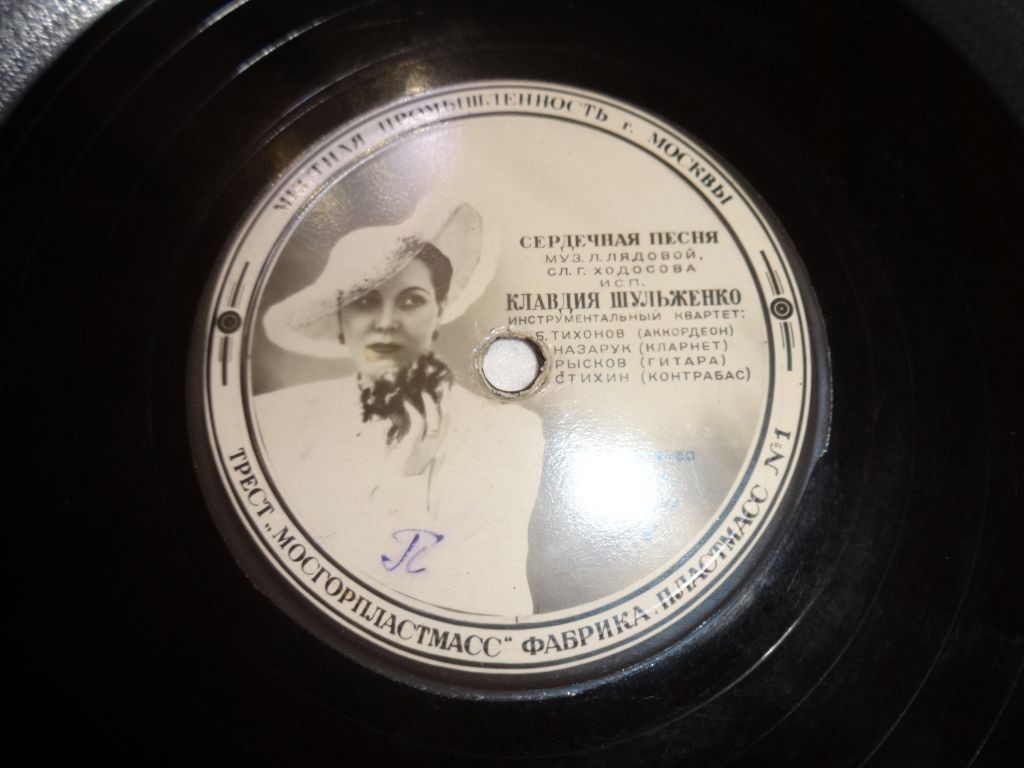 МЕСТНАЯ ПРОМЫШЛЕННОСТЬ г. МОСКВЫ
СЕРДЕЧНАЯ ПЕСНЯ
МУЗ. Л. ЛЯДОВОЙ,
СЛ. Г. ХОДОСОВА
ИСП.
КЛАВДИЯ ШУЛЬЖЕНКО
ИНСТРУМЕНТАЛЬНЫЙ КВАРТЕТ:
Б. ТИХОНОВ (АККОРДЕОН)
НАЗАРУК (КЛАРНЕТ)
РЫСКОВ (ГИТАРА)
СТИХИН (КОНТРАБАС)
ТРЕСТ „МОСГОРПЛАСТМАСС" ФАБРИКА ПЛАСТМАСС №1